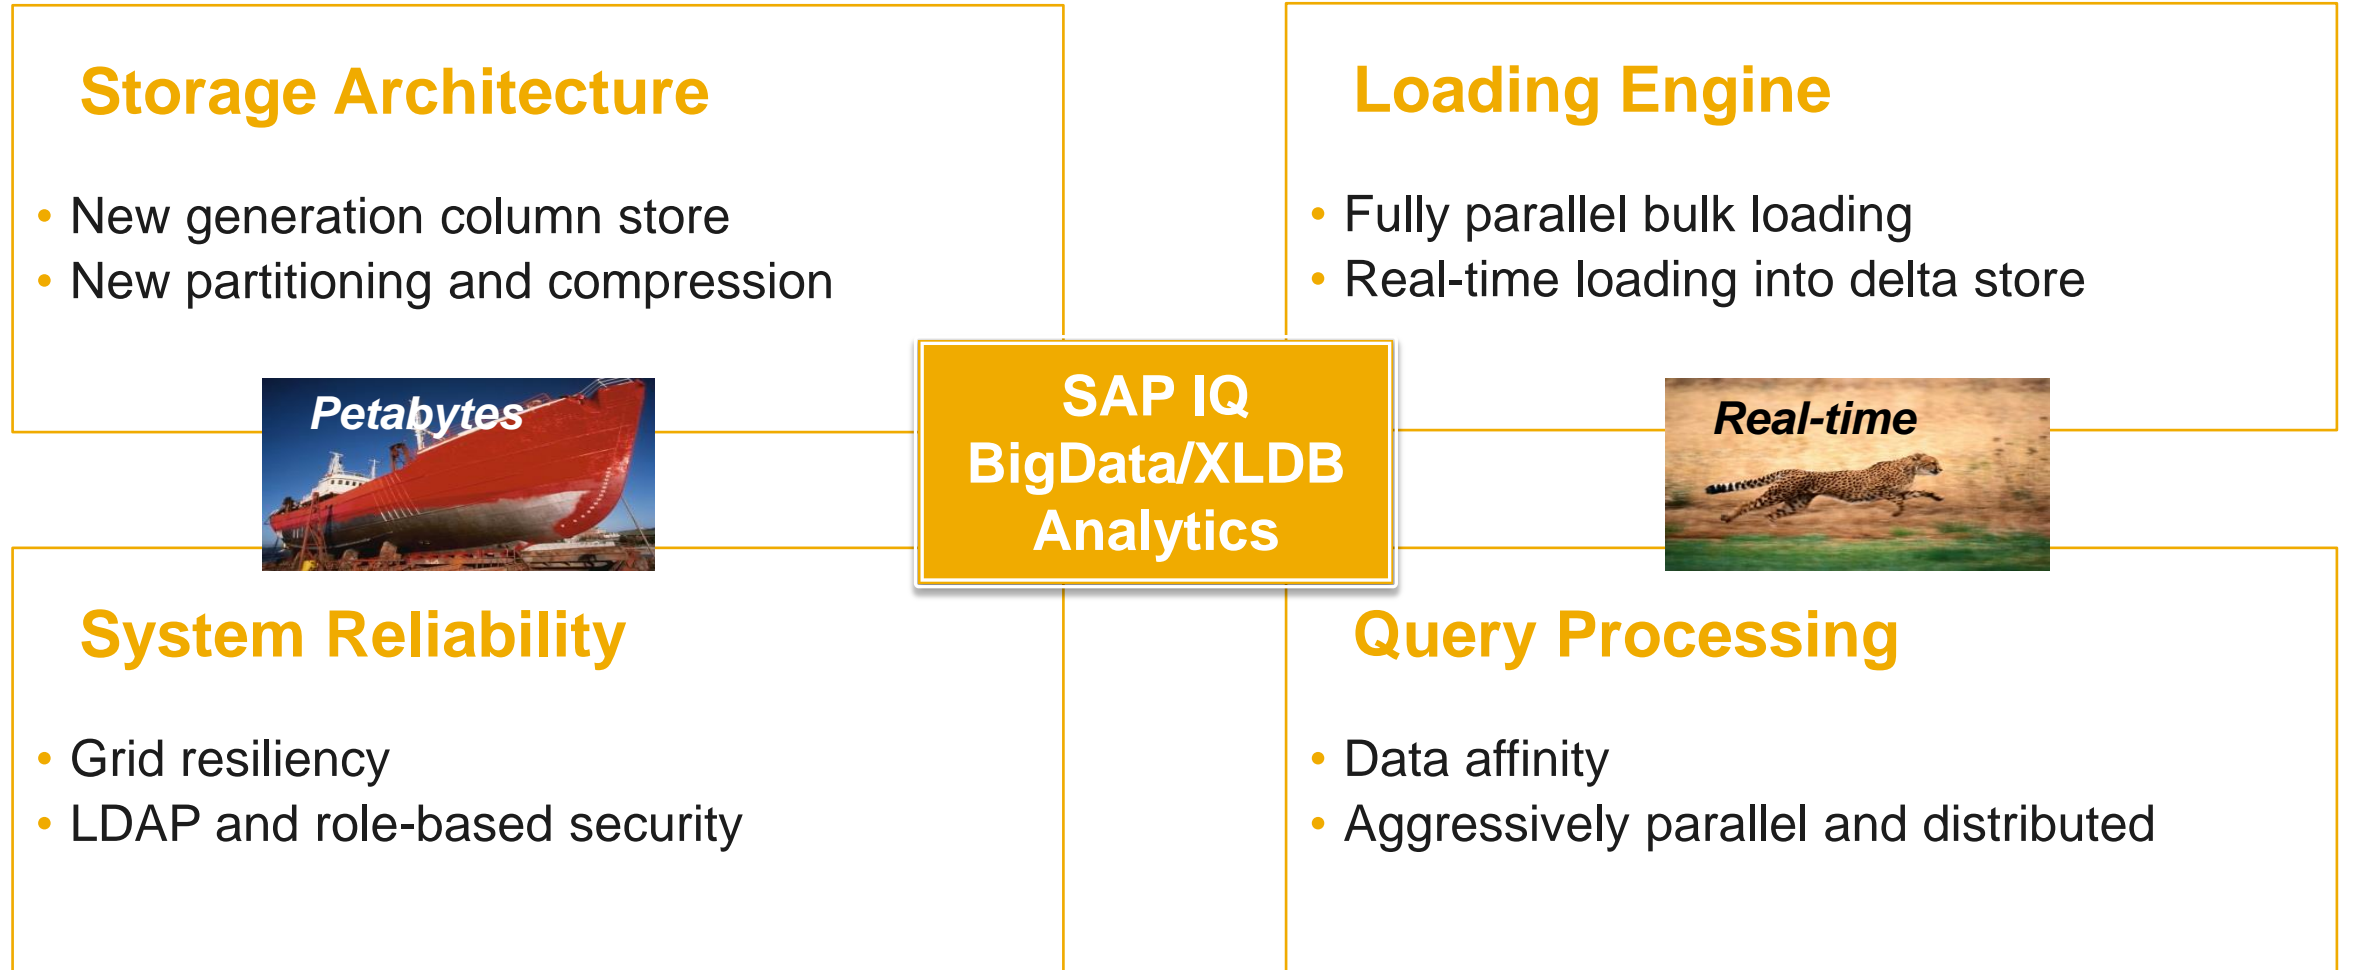 Storage Architecture
• New generation column store
• New partitioning and compression
Petabytes
Loading Engine
• Fully parallel bulk loading
• Real-time loading into delta store
Real-time
SAP IQ
BigData/XLDB
Analytics
System Reliability
• Grid resiliency
• LDAP and role-based security
Query Processing
• Data affinity
• Aggressively parallel and distributed